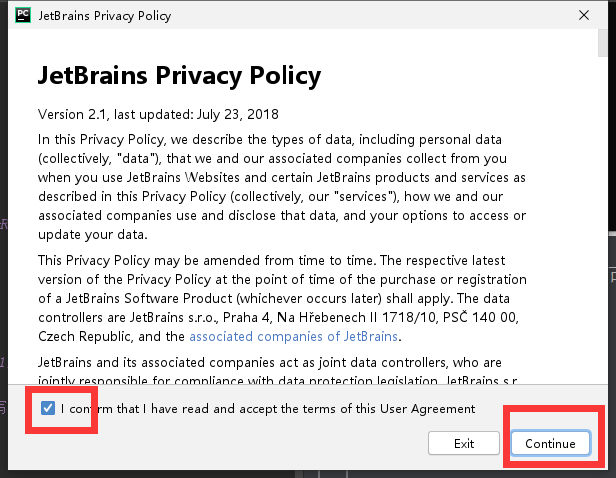 PC JetBrains Privacy Policy
JetBrains Privacy Policy
Version 2.1, last updated: July 23, 2018
In this Privacy Policy, we describe the types of data, including personal data
(collectively, "data"), that we and our associated companies collect from you
when you use JetBrains Websites and certain JetBrains products and services as
described in this Privacy Policy (collectively, our "services"), how we and our
associated companies use and disclose that data, and your options to access or
update your data.
This Privacy Policy may be amended from time to time. The respective latest
version of the Privacy Policy at the point of time of the purchase or registration
of a JetBrains Software Product (whichever occurs later) shall apply. The data
controllers are JetBrains s.r.o., Praha 4, Na Hřebenech II 1718/10, PSČ 140 00,
Czech Republic, and the associated companies of JetBrains.
JetBrains and its associated companies act as joint data controllers, who are
jointly responsible for compliance with data protection legislation. JetBrains s.r
I confirm that I have read and accept the terms of this User Agreement
Exit
Continue